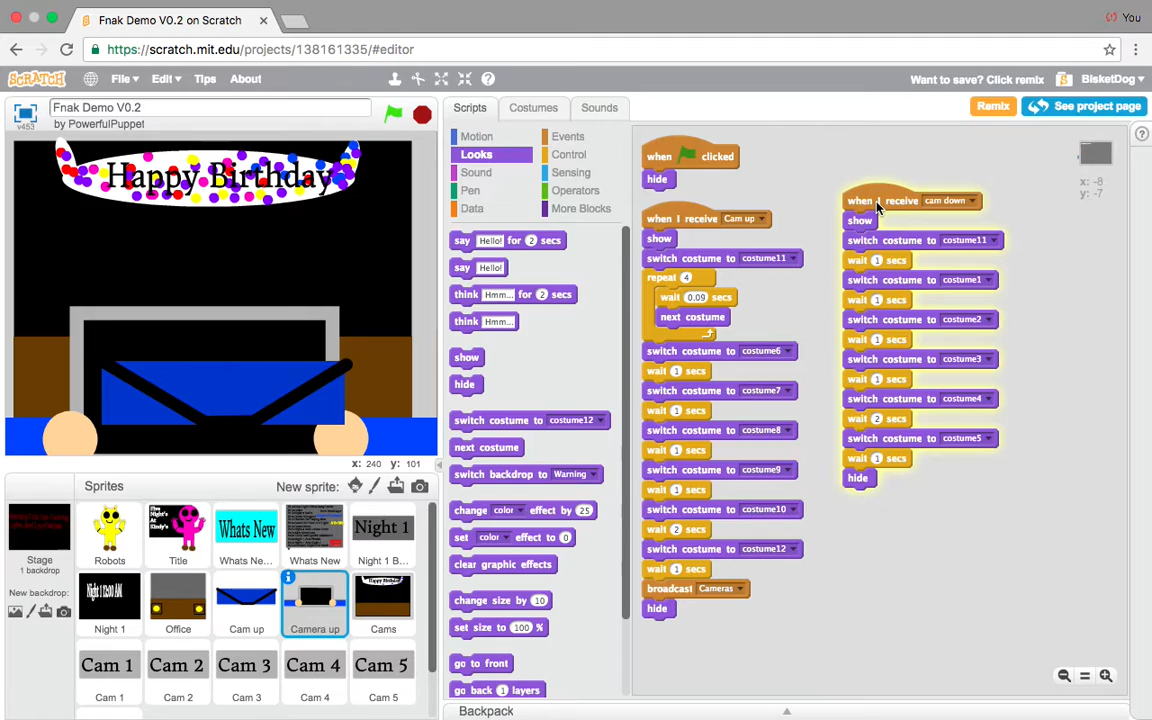 Fnak Demo V0.2 on Scratch
You
https://scratch.mit.edu/projects/138161335/#editor
SCRATCH File Edit Tips About Want to save? Click remix BisketDog
Fnak Demo V0.2
by PowerfulPuppet
v453
Scripts Costumes Sounds
Remix See project page
Motion Events
Looks Control
Sound Sensing
Pen Operators
Data More Blocks
Happy Birthday
say Hello! for 2 secs
say Hello!
think Hmm... for 2 secs
think Hmm...
show
hide
switch costume to costume12
next costume
switch backdrop to Warning
change color effect by 25
set color effect to 0
clear graphic effects
change size by 10
set size to 100 %
go to front
go back 1 layers
when clicked
hide
when I receive Cam up
show
switch costume to costume11
repeat 4
wait 0.09 secs
next costume
switch costume to costume6
wait 1 secs
switch costume to costume7
wait 1 secs
switch costume to costume8
wait 1 secs
switch costume to costume9
wait 1 secs
switch costume to costume10
wait 2 secs
switch costume to costume12
wait 1 secs
broadcast Cameras
hide
when I receive cam down
show
switch costume to costume11
wait 1 secs
switch costume to costume1
wait 1 secs
switch costume to costume2
wait 1 secs
switch costume to costume3
wait 1 secs
switch costume to costume4
wait 2 secs
switch costume to costume5
wait 1 secs
hide
x: -8
y: -7
x: 240 y: 101
Sprites New sprite:
Stage
1 backdrop
New backdrop:
Whats New
Night 1
Robots Title Whats Ne... Whats New Night 1 B...
Night 1 12:00 AM
Happy Birthday
Night 1 Office Cam up Camera up Cams
Cam 1 Cam 2 Cam 3 Cam 4 Cam 5
Cam 1 Cam 2 Cam 3 Cam 4 Cam 5
Backpack